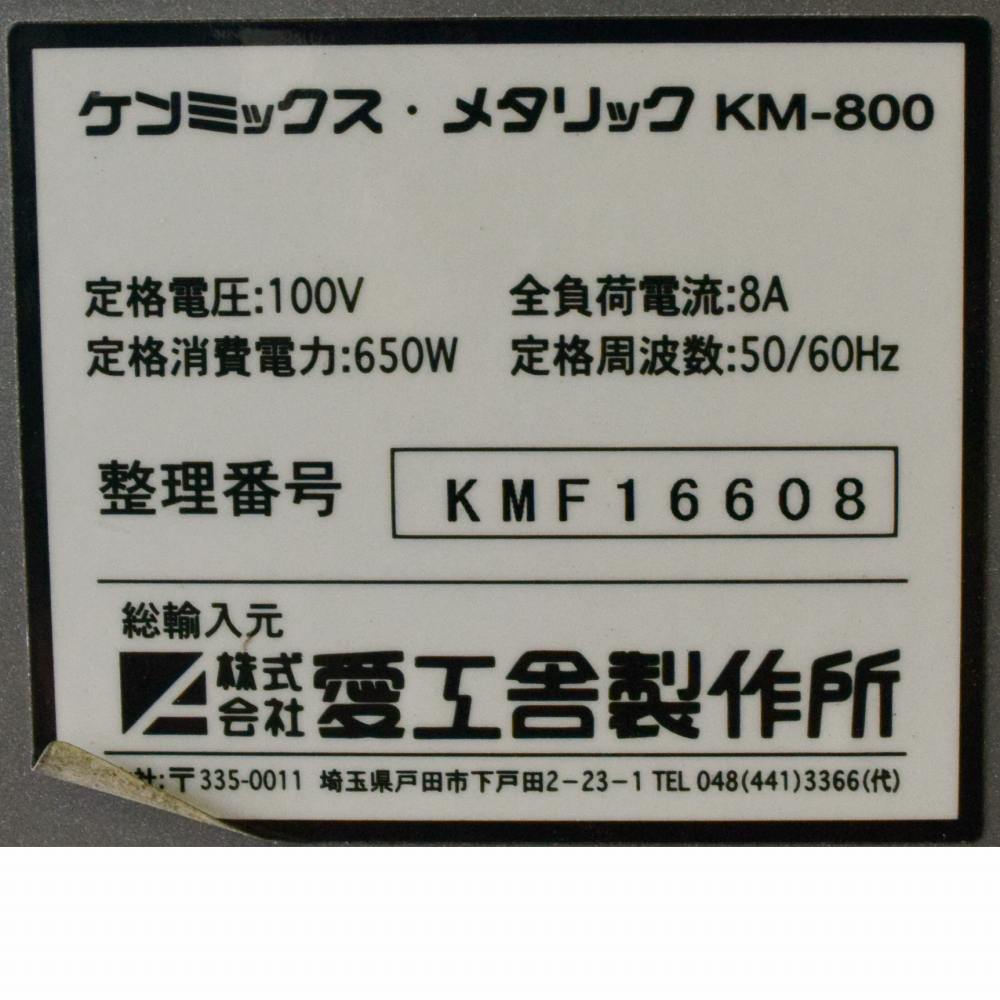 ケンミックス・メタリック KM-800
定格電圧:100V 全負荷電流:8A
定格消費電力:650W 定格周波数:50/60Hz
整理番号 KMF16608
総輸入元
株式会社 愛工舎製作所
社:〒335-0011 埼玉県戸田市下戸田2-23-1 TEL 048(441)3366(代)